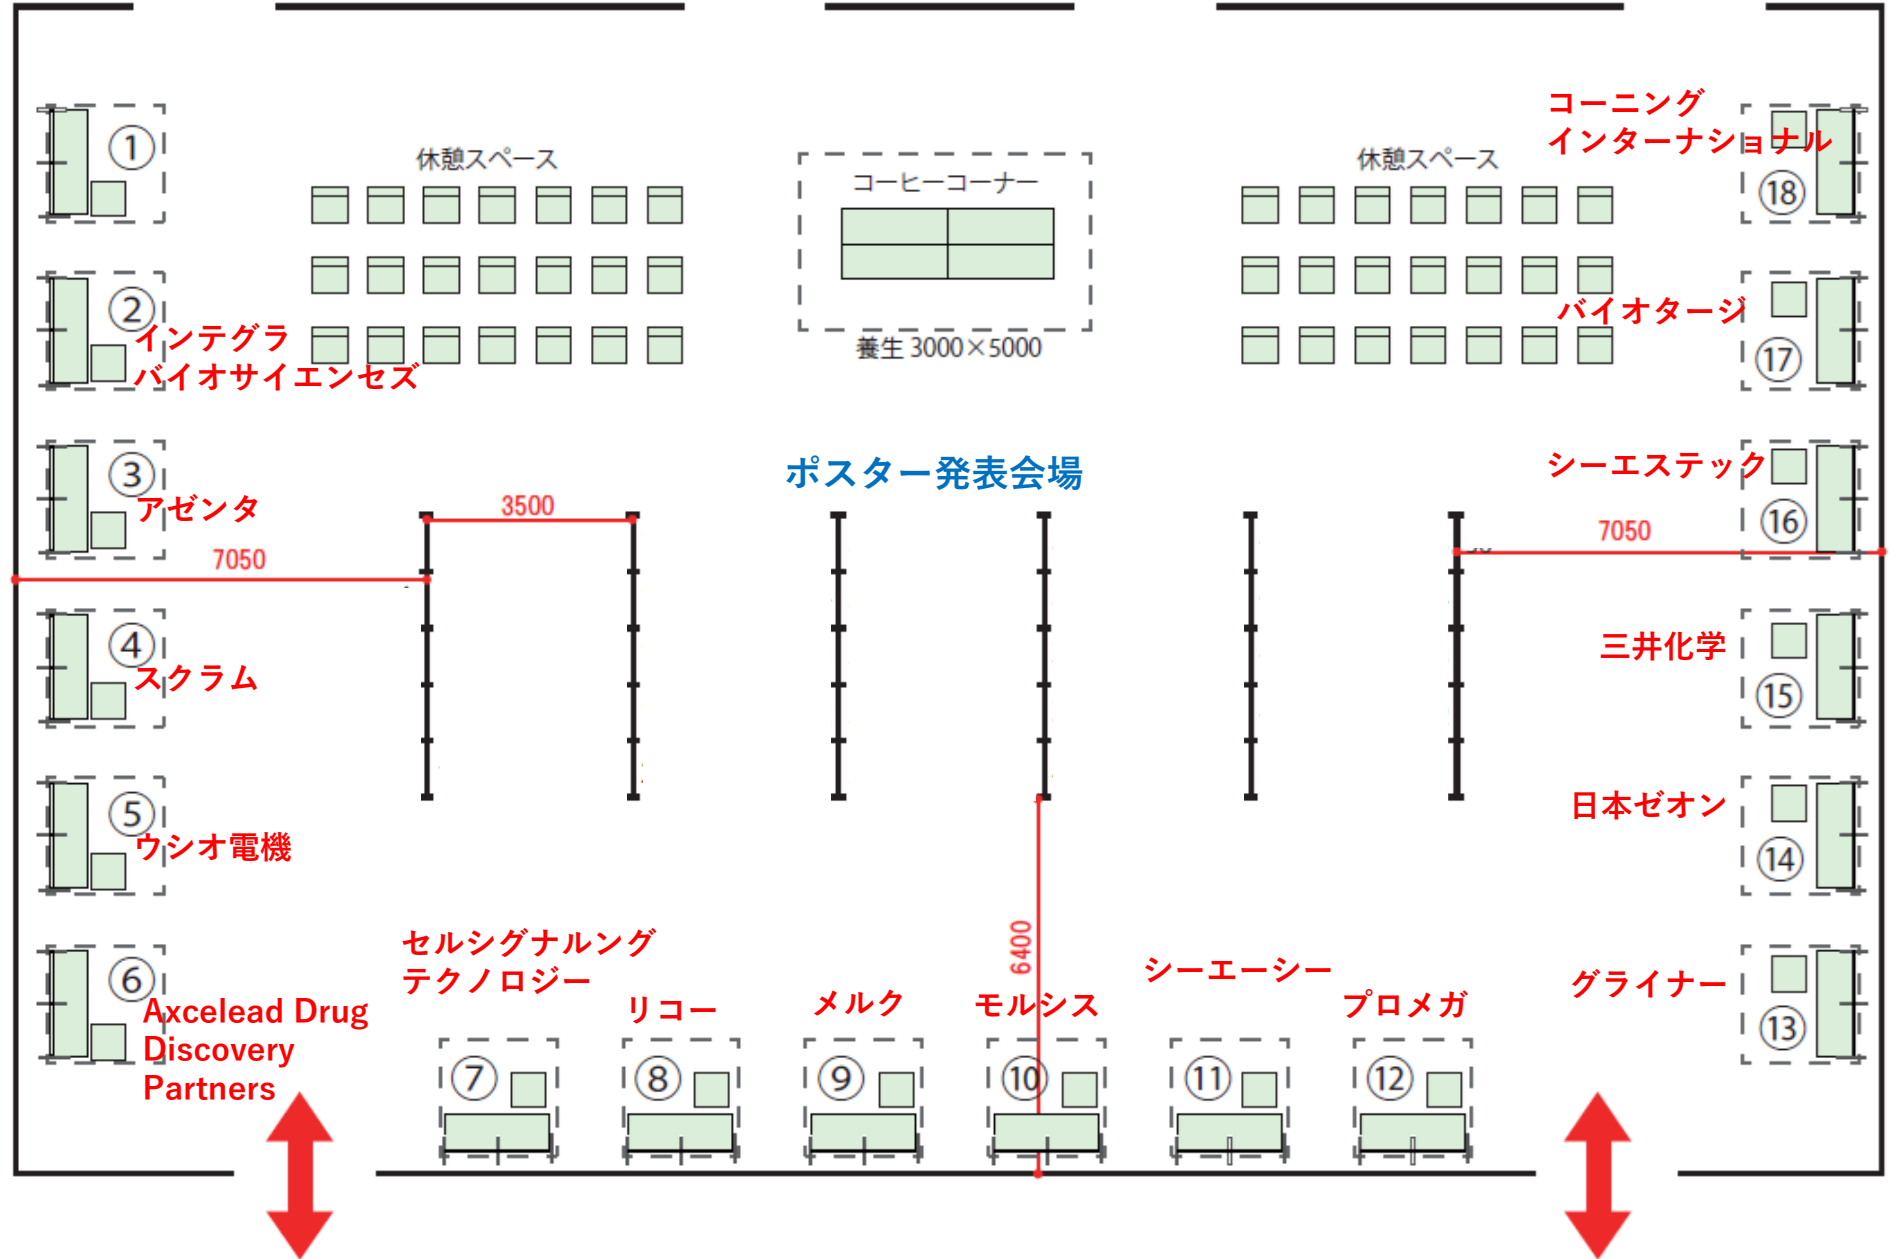 ①
休憩スペース
コーヒーコーナー
養生 3000×5000
休憩スペース
コーニング
インターナショナル
⑱
②
インテグラ
バイオサイエンセズ
バイオタージ
⑰
③
アゼンタ
ポスター発表会場
シーエステック
⑯
3500
7050
7050
④
スクラム
三井化学
⑮
⑤
ウシオ電機
日本ゼオン
⑭
⑥
Axcelead Drug
Discovery
Partners
セルシグナルング
テクノロジー
⑦
リコー
⑧
メルク
⑨
6400
モルシス
⑩
シーエーシー
⑪
プロメガ
⑫
グライナー
⑬